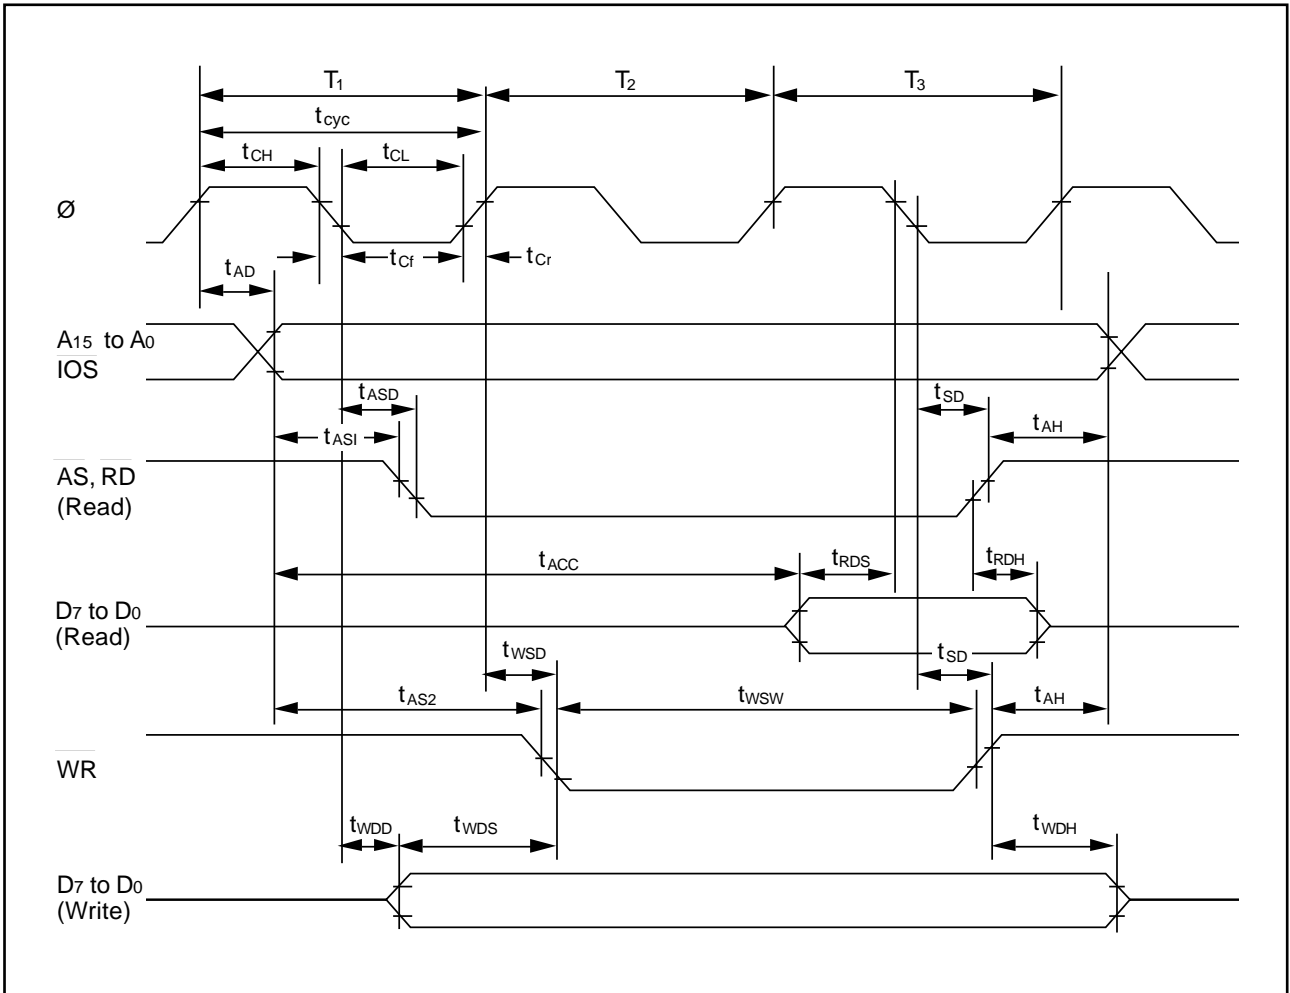 T1 T2 T3
tcyc
tCH tCL
Ø
tCf tCr
tAD
A15 to A0
IOS
tASD tSD
tASI tAH
AS, RD
(Read)
tACC tRDS tRDH
D7 to D0
(Read)
tWSD tSD
tAS2 tWSW tAH
WR
tWDD tWDS tWDH
D7 to D0
(Write)